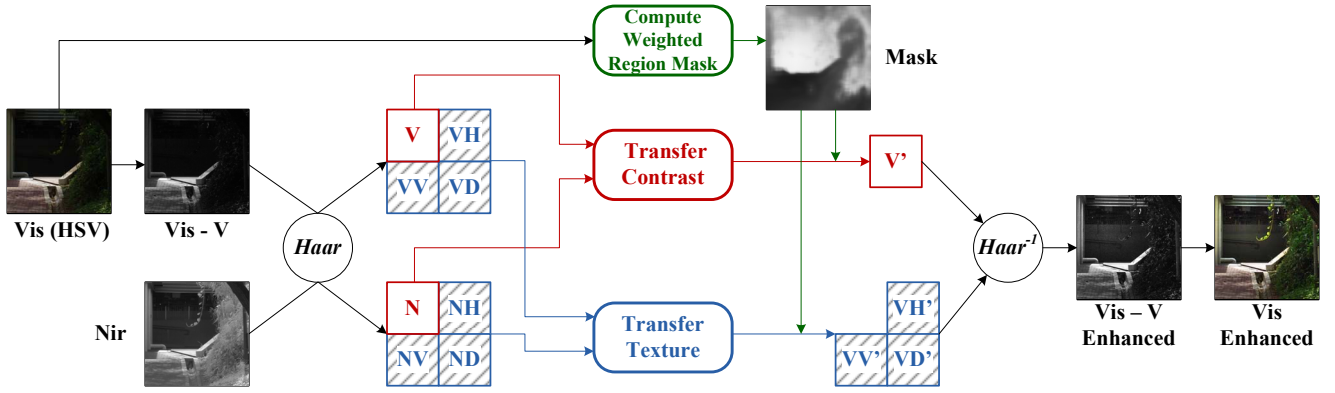 Compute
Weighted
Region Mask
Mask
V
VH
VV
VD
Transfer
Contrast
V’
Vis (HSV)
Vis - V
Haar
Haar-1
Nir
N
NH
NV
ND
Transfer
Texture
VH’
VV’
VD’
Vis – V
Enhanced
Vis
Enhanced